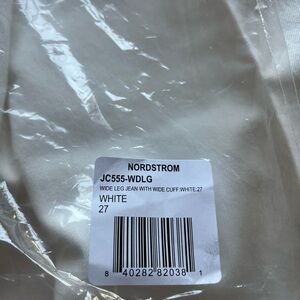 NORDSTROM
JC555-WDLG
WIDE LEG JEAN WITH WIDE CUFF:WHITE:27
WHITE
27
8 40282 82038 1